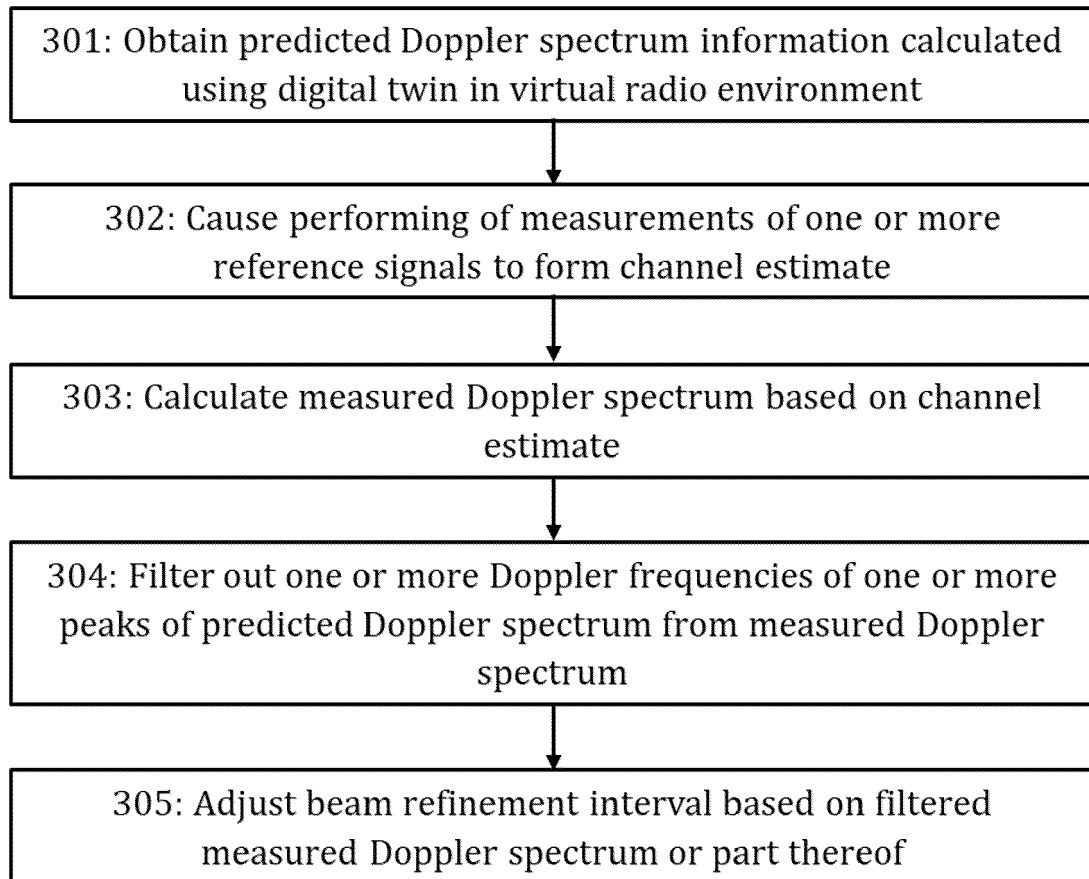 301: Obtain predicted Doppler spectrum information calculated
using digital twin in virtual radio environment
302: Cause performing of measurements of one or more
reference signals to form channel estimate
303: Calculate measured Doppler spectrum based on channel
estimate
304: Filter out one or more Doppler frequencies of one or more
peaks of predicted Doppler spectrum from measured Doppler
spectrum
305: Adjust beam refinement interval based on filtered
measured Doppler spectrum or part thereof